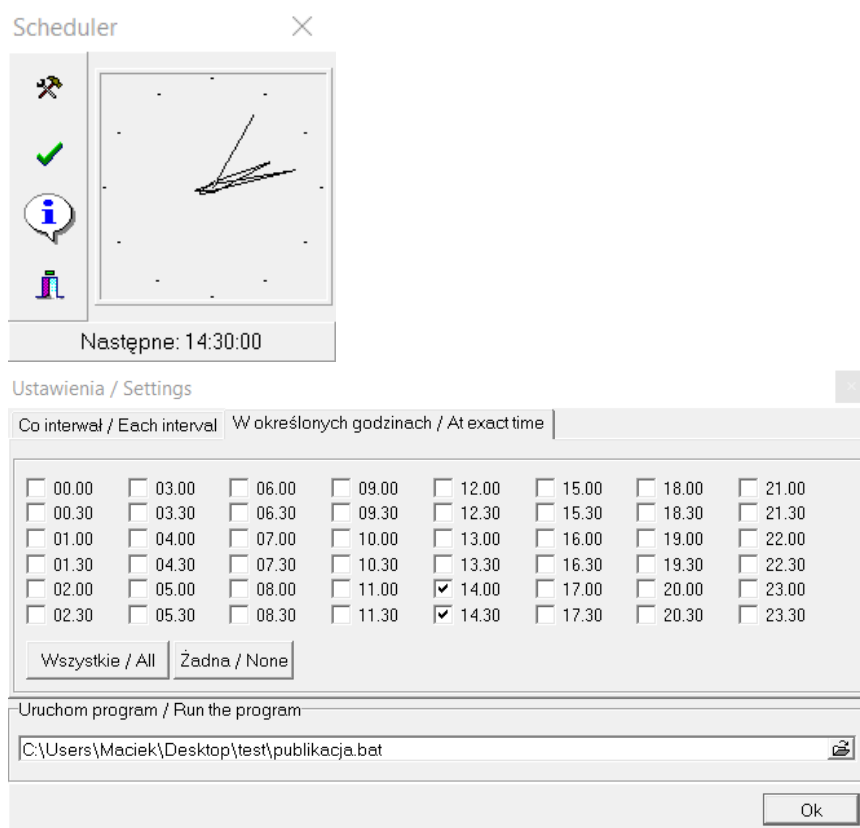 Scheduler
Następne: 14:30:00
Ustawienia / Settings
Co interwał / Each interval W określonych godzinach / At exact time
00.00 03.00 06.00 09.00 12.00 15.00 18.00 21.00
00.30 03.30 06.30 09.30 12.30 15.30 18.30 21.30
01.00 04.00 07.00 10.00 13.00 16.00 19.00 22.00
01.30 04.30 07.30 10.30 13.30 16.30 19.30 22.30
02.00 05.00 08.00 11.00 14.00 17.00 20.00 23.00
02.30 05.30 08.30 11.30 14.30 17.30 20.30 23.30
Wszystkie / All Żadna / None
Uruchom program / Run the program
C:\Users\Maciek\Desktop\test\publikacja.bat
Ok